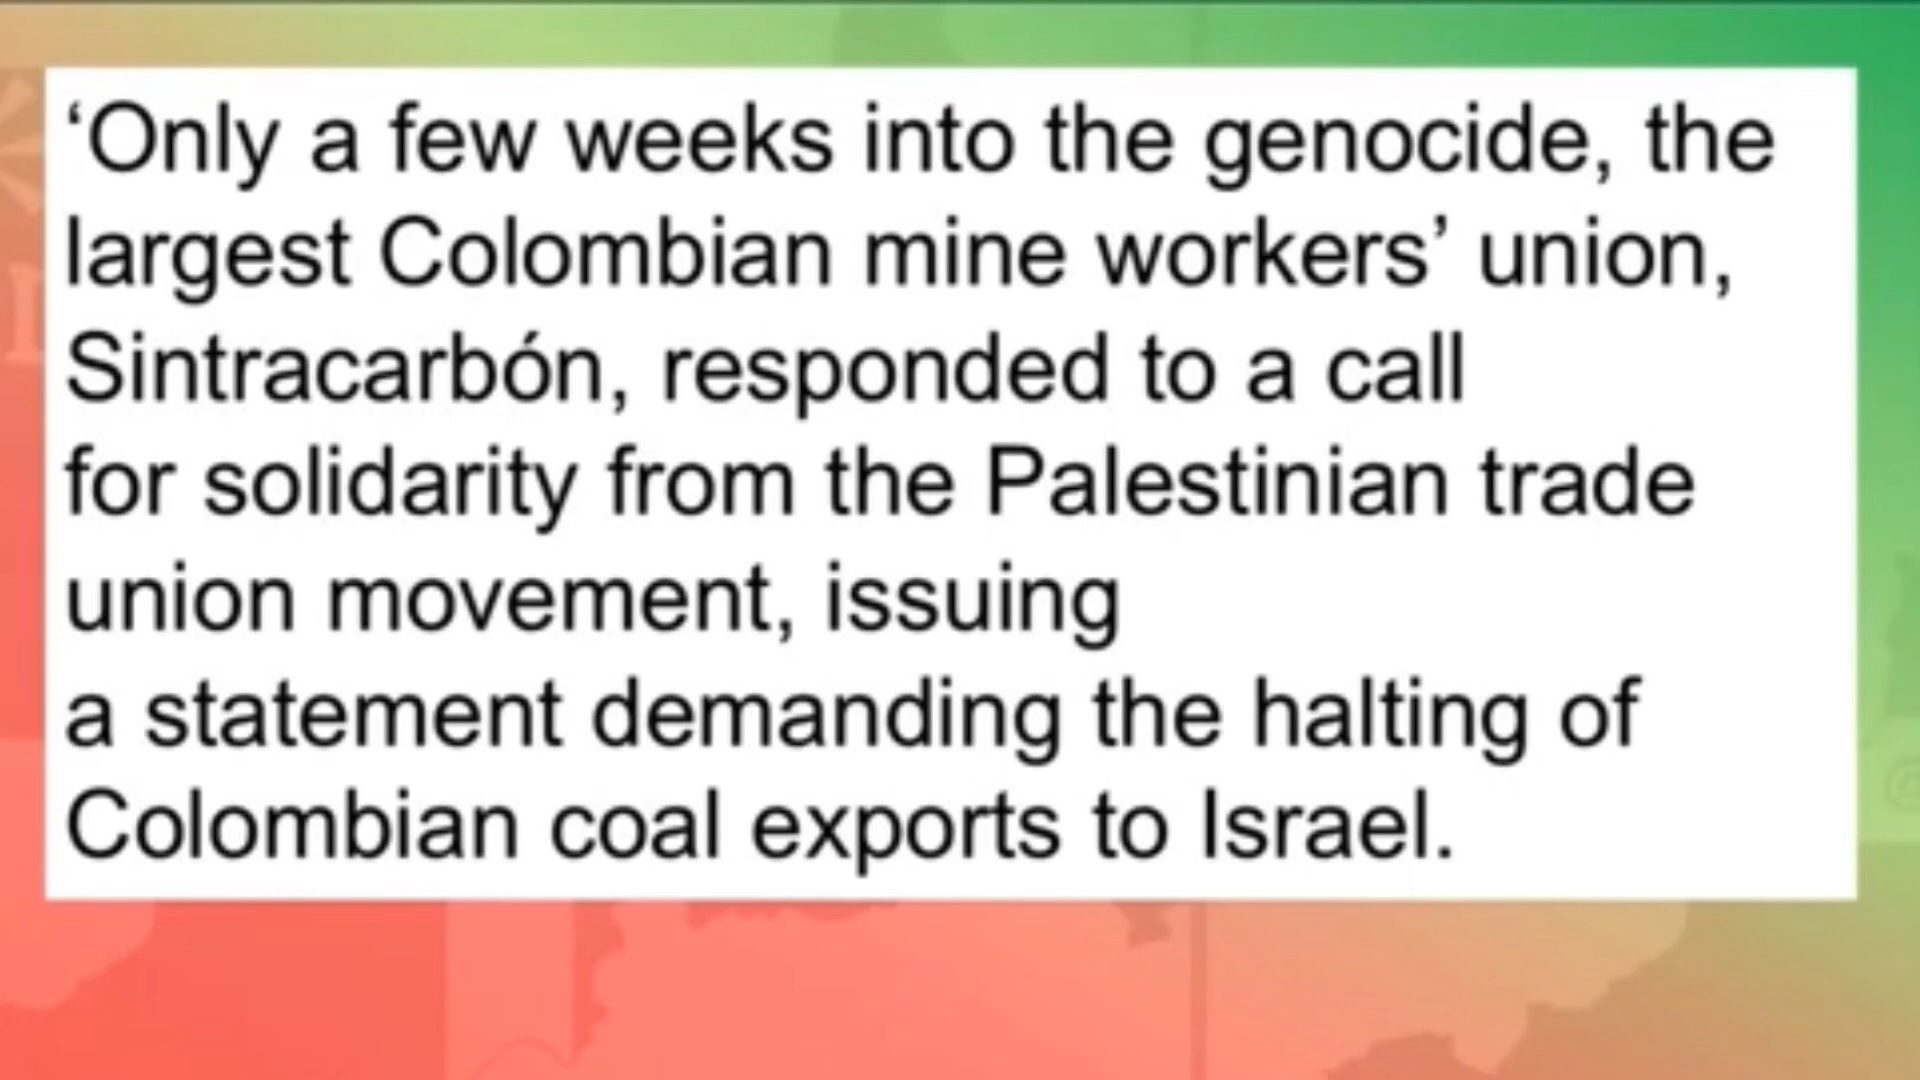 ‘Only a few weeks into the genocide, the
largest Colombian mine workers’ union,
Sintracarbón, responded to a call
for solidarity from the Palestinian trade
union movement, issuing
a statement demanding the halting of
Colombian coal exports to Israel.